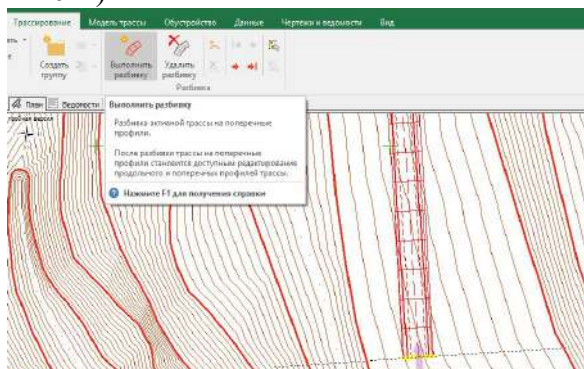 Трассирование Модель трассы Обустройство Данные Чертежи и ведомости Вид
Создать группу
Выполнить разбивку
Удалить разбивку
Разбивка
План Ведомости
Выполнить разбивку
Разбивка активной трассы на поперечные
профили.
После разбивки трассы на поперечные
профили становится доступным редактирование
продольного и поперечных профилей трассы.
Нажмите F1 для получения справки